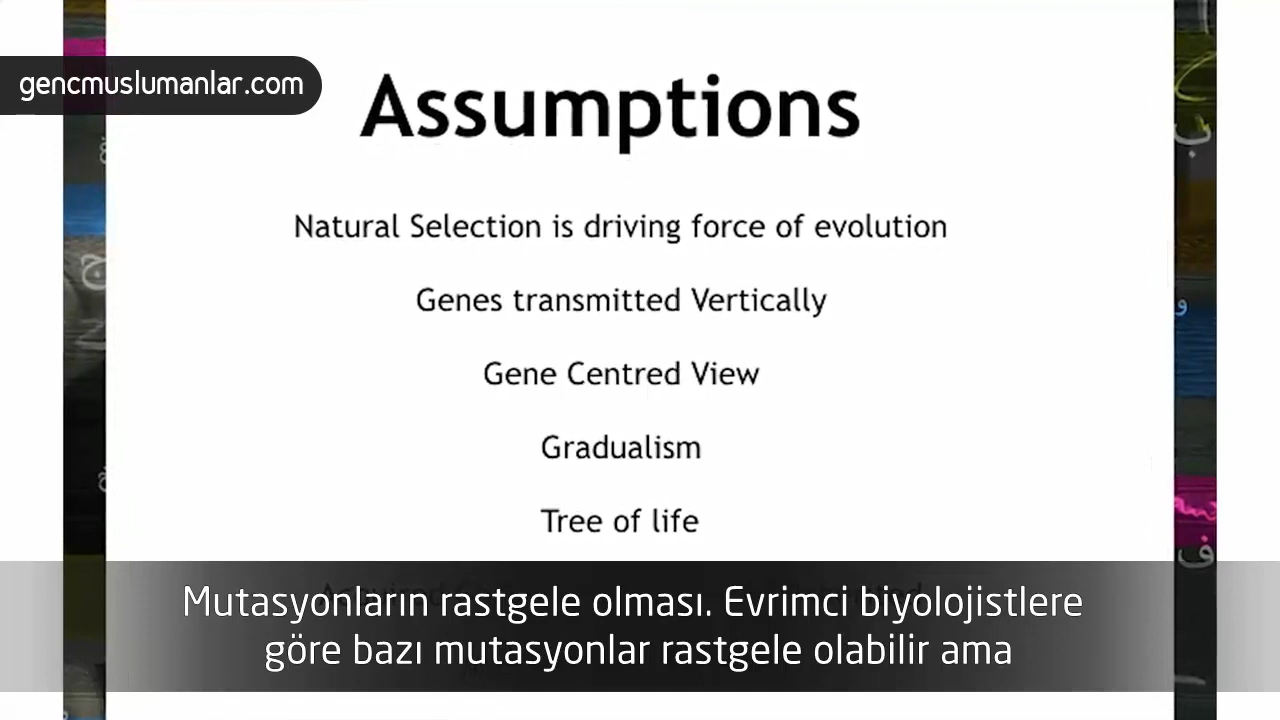 gencmuslumanlar.com
Assumptions
Natural Selection is driving force of evolution
Genes transmitted Vertically
Gene Centred View
Gradualism
Tree of life
Mutasyonların rastgele olması. Evrimci biyolojistlere
göre bazı mutasyonlar rastgele olabilir ama